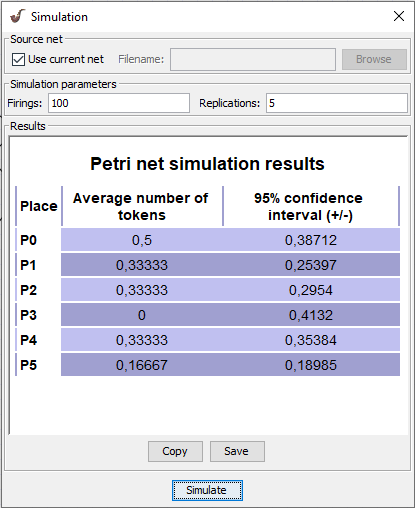 Simulation
Source net
Use current net Filename: Browse
Simulation parameters
Firings: 100 Replications: 5
Results
Petri net simulation results
Place Average number of tokens 95% confidence interval (+/-)
P0 0,5 0,38712
P1 0,33333 0,25397
P2 0,33333 0,2954
P3 0 0,4132
P4 0,33333 0,35384
P5 0,16667 0,18985
Copy Save
Simulate